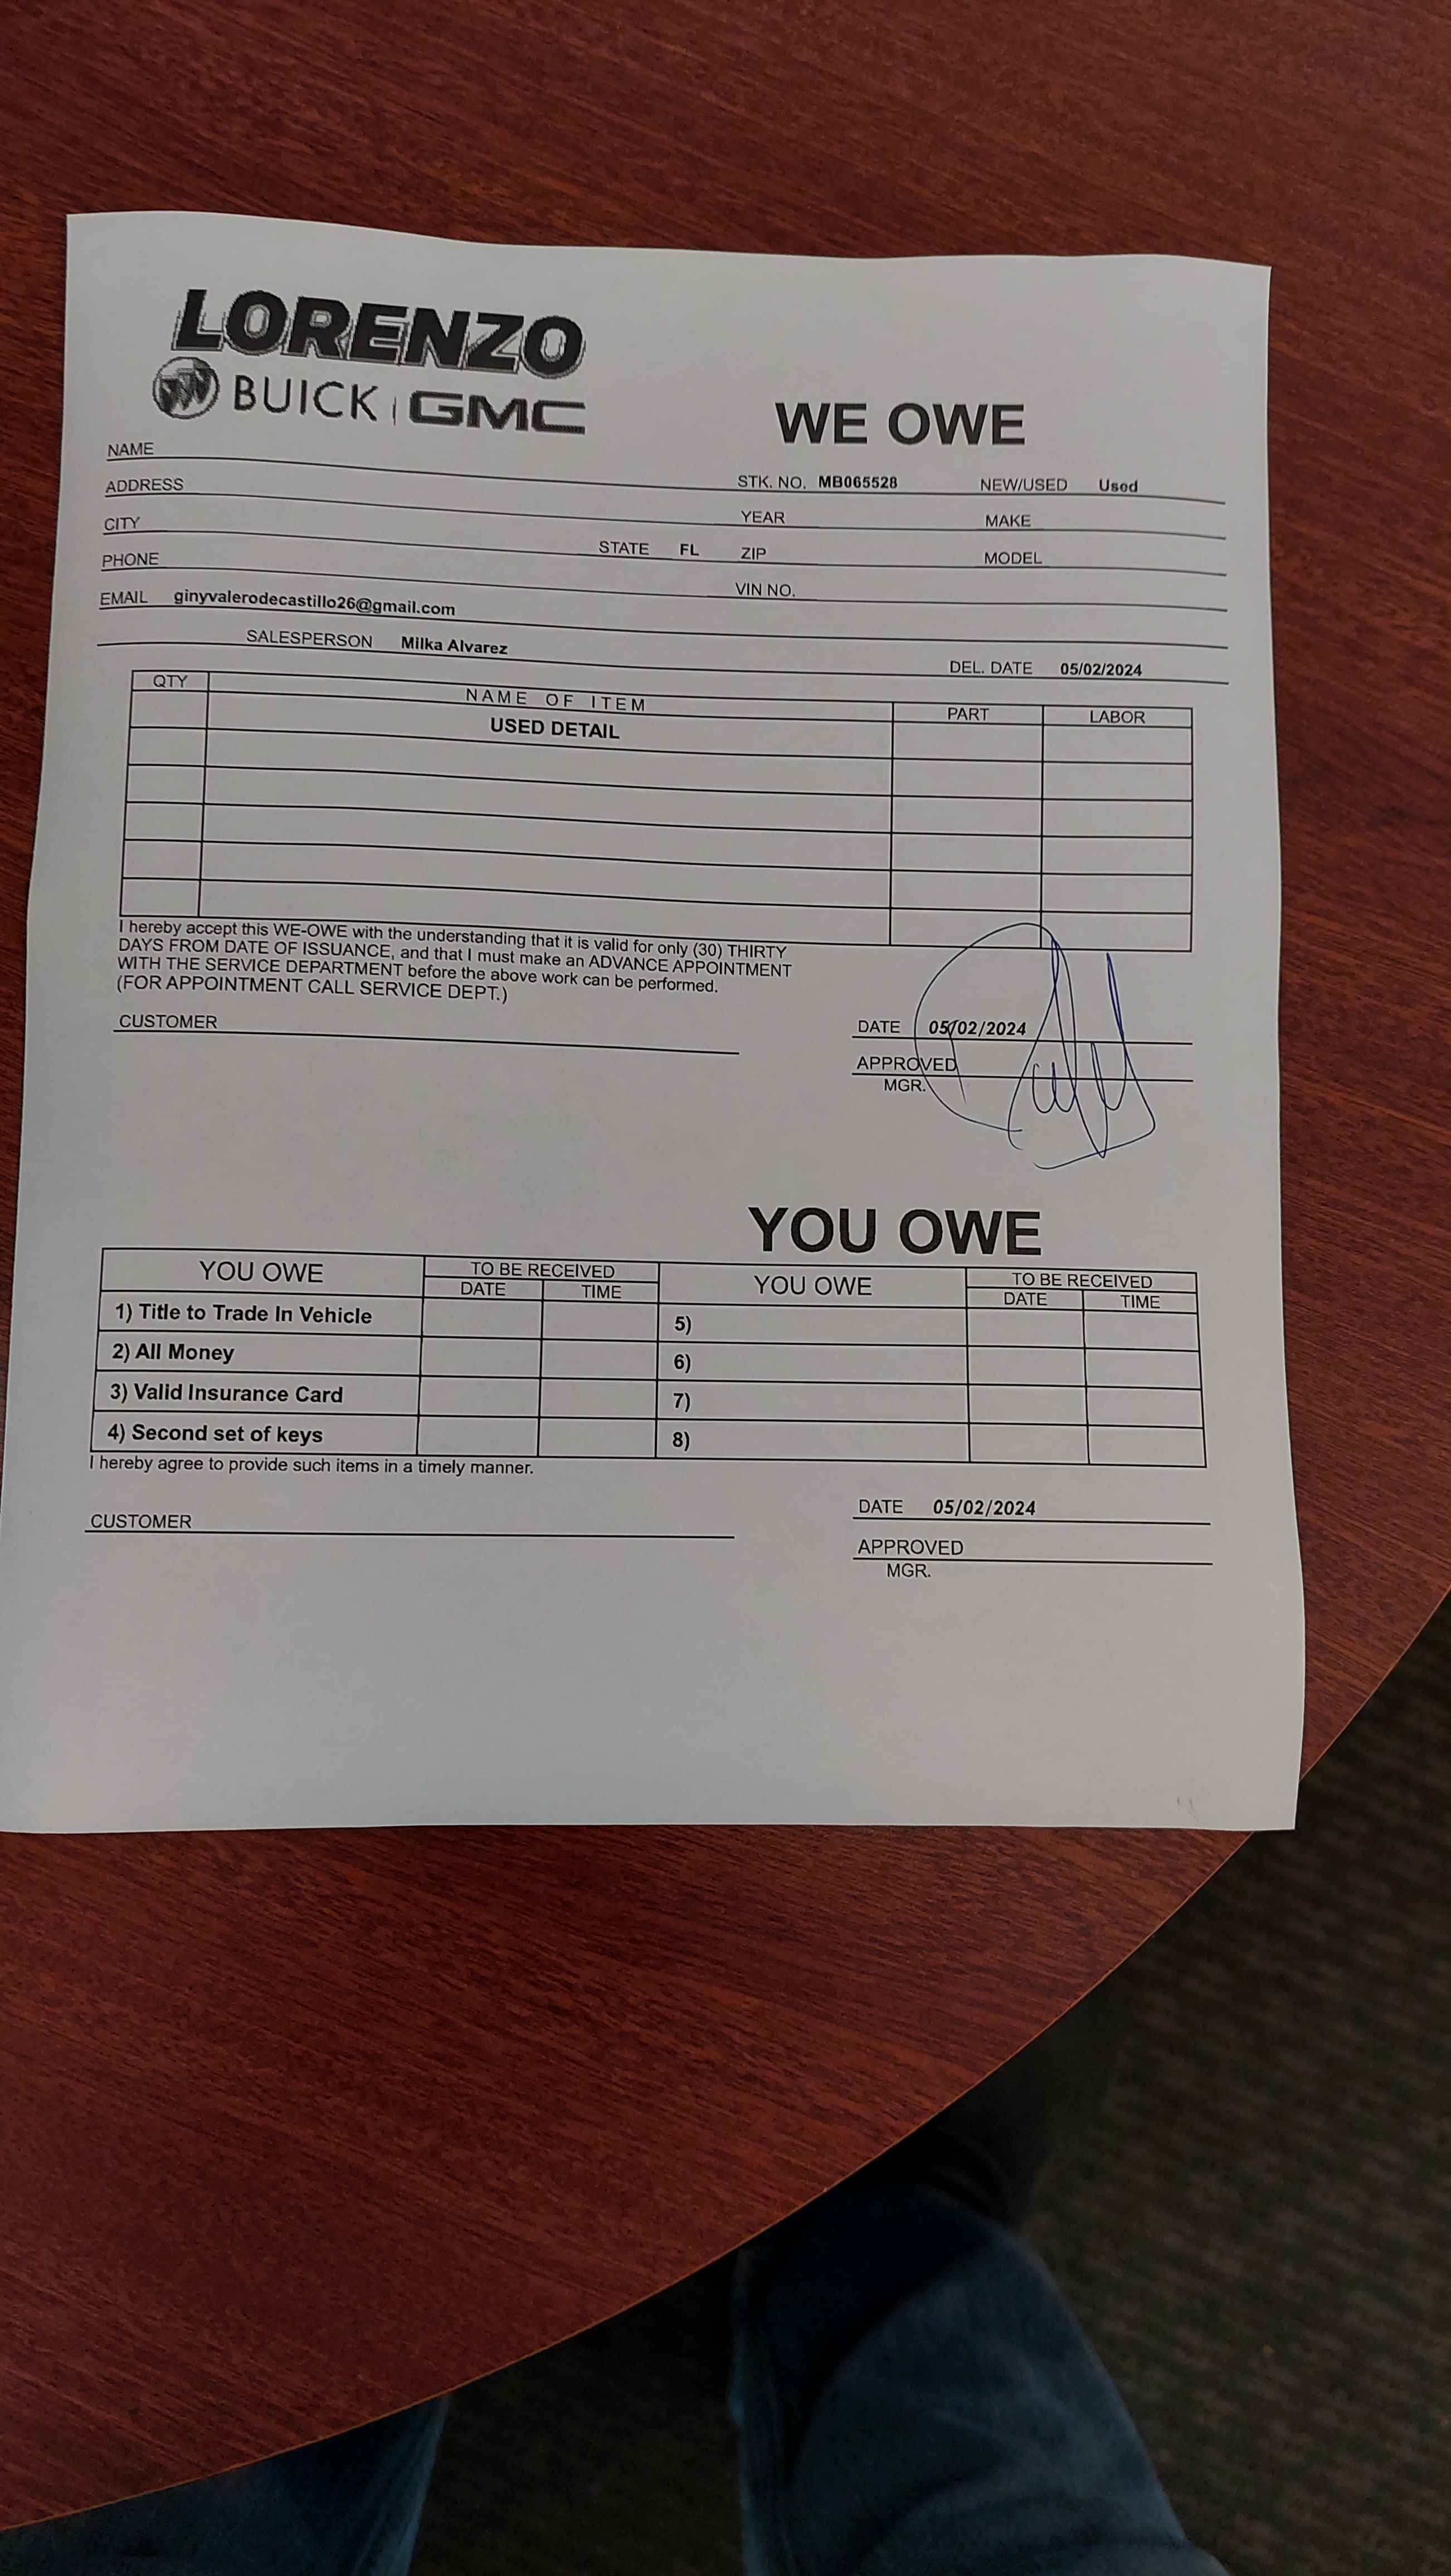 LORENZO
BUICK | GMC
WE OWE
NAME
STK. NO. MB065528 NEW/USED Used
ADDRESS
YEAR MAKE
CITY STATE FL ZIP MODEL
PHONE
VIN NO.
EMAIL ginyvalerodecastillo26@gmail.com
SALESPERSON Milka Alvarez DEL. DATE 05/02/2024
QTY NAME OF ITEM PART LABOR
USED DETAIL
I hereby accept this WE-OWE with the understanding that it is valid for only (30) THIRTY
DAYS FROM DATE OF ISSUANCE, and that I must make an ADVANCE APPOINTMENT
WITH THE SERVICE DEPARTMENT before the above work can be performed.
(FOR APPOINTMENT CALL SERVICE DEPT.)
CUSTOMER DATE 05/02/2024
APPROVED
MGR.
YOU OWE
YOU OWE TO BE RECEIVED YOU OWE TO BE RECEIVED
DATE TIME DATE TIME
1) Title to Trade In Vehicle 5)
2) All Money 6)
3) Valid Insurance Card 7)
4) Second set of keys 8)
I hereby agree to provide such items in a timely manner.
CUSTOMER DATE 05/02/2024
APPROVED
MGR.